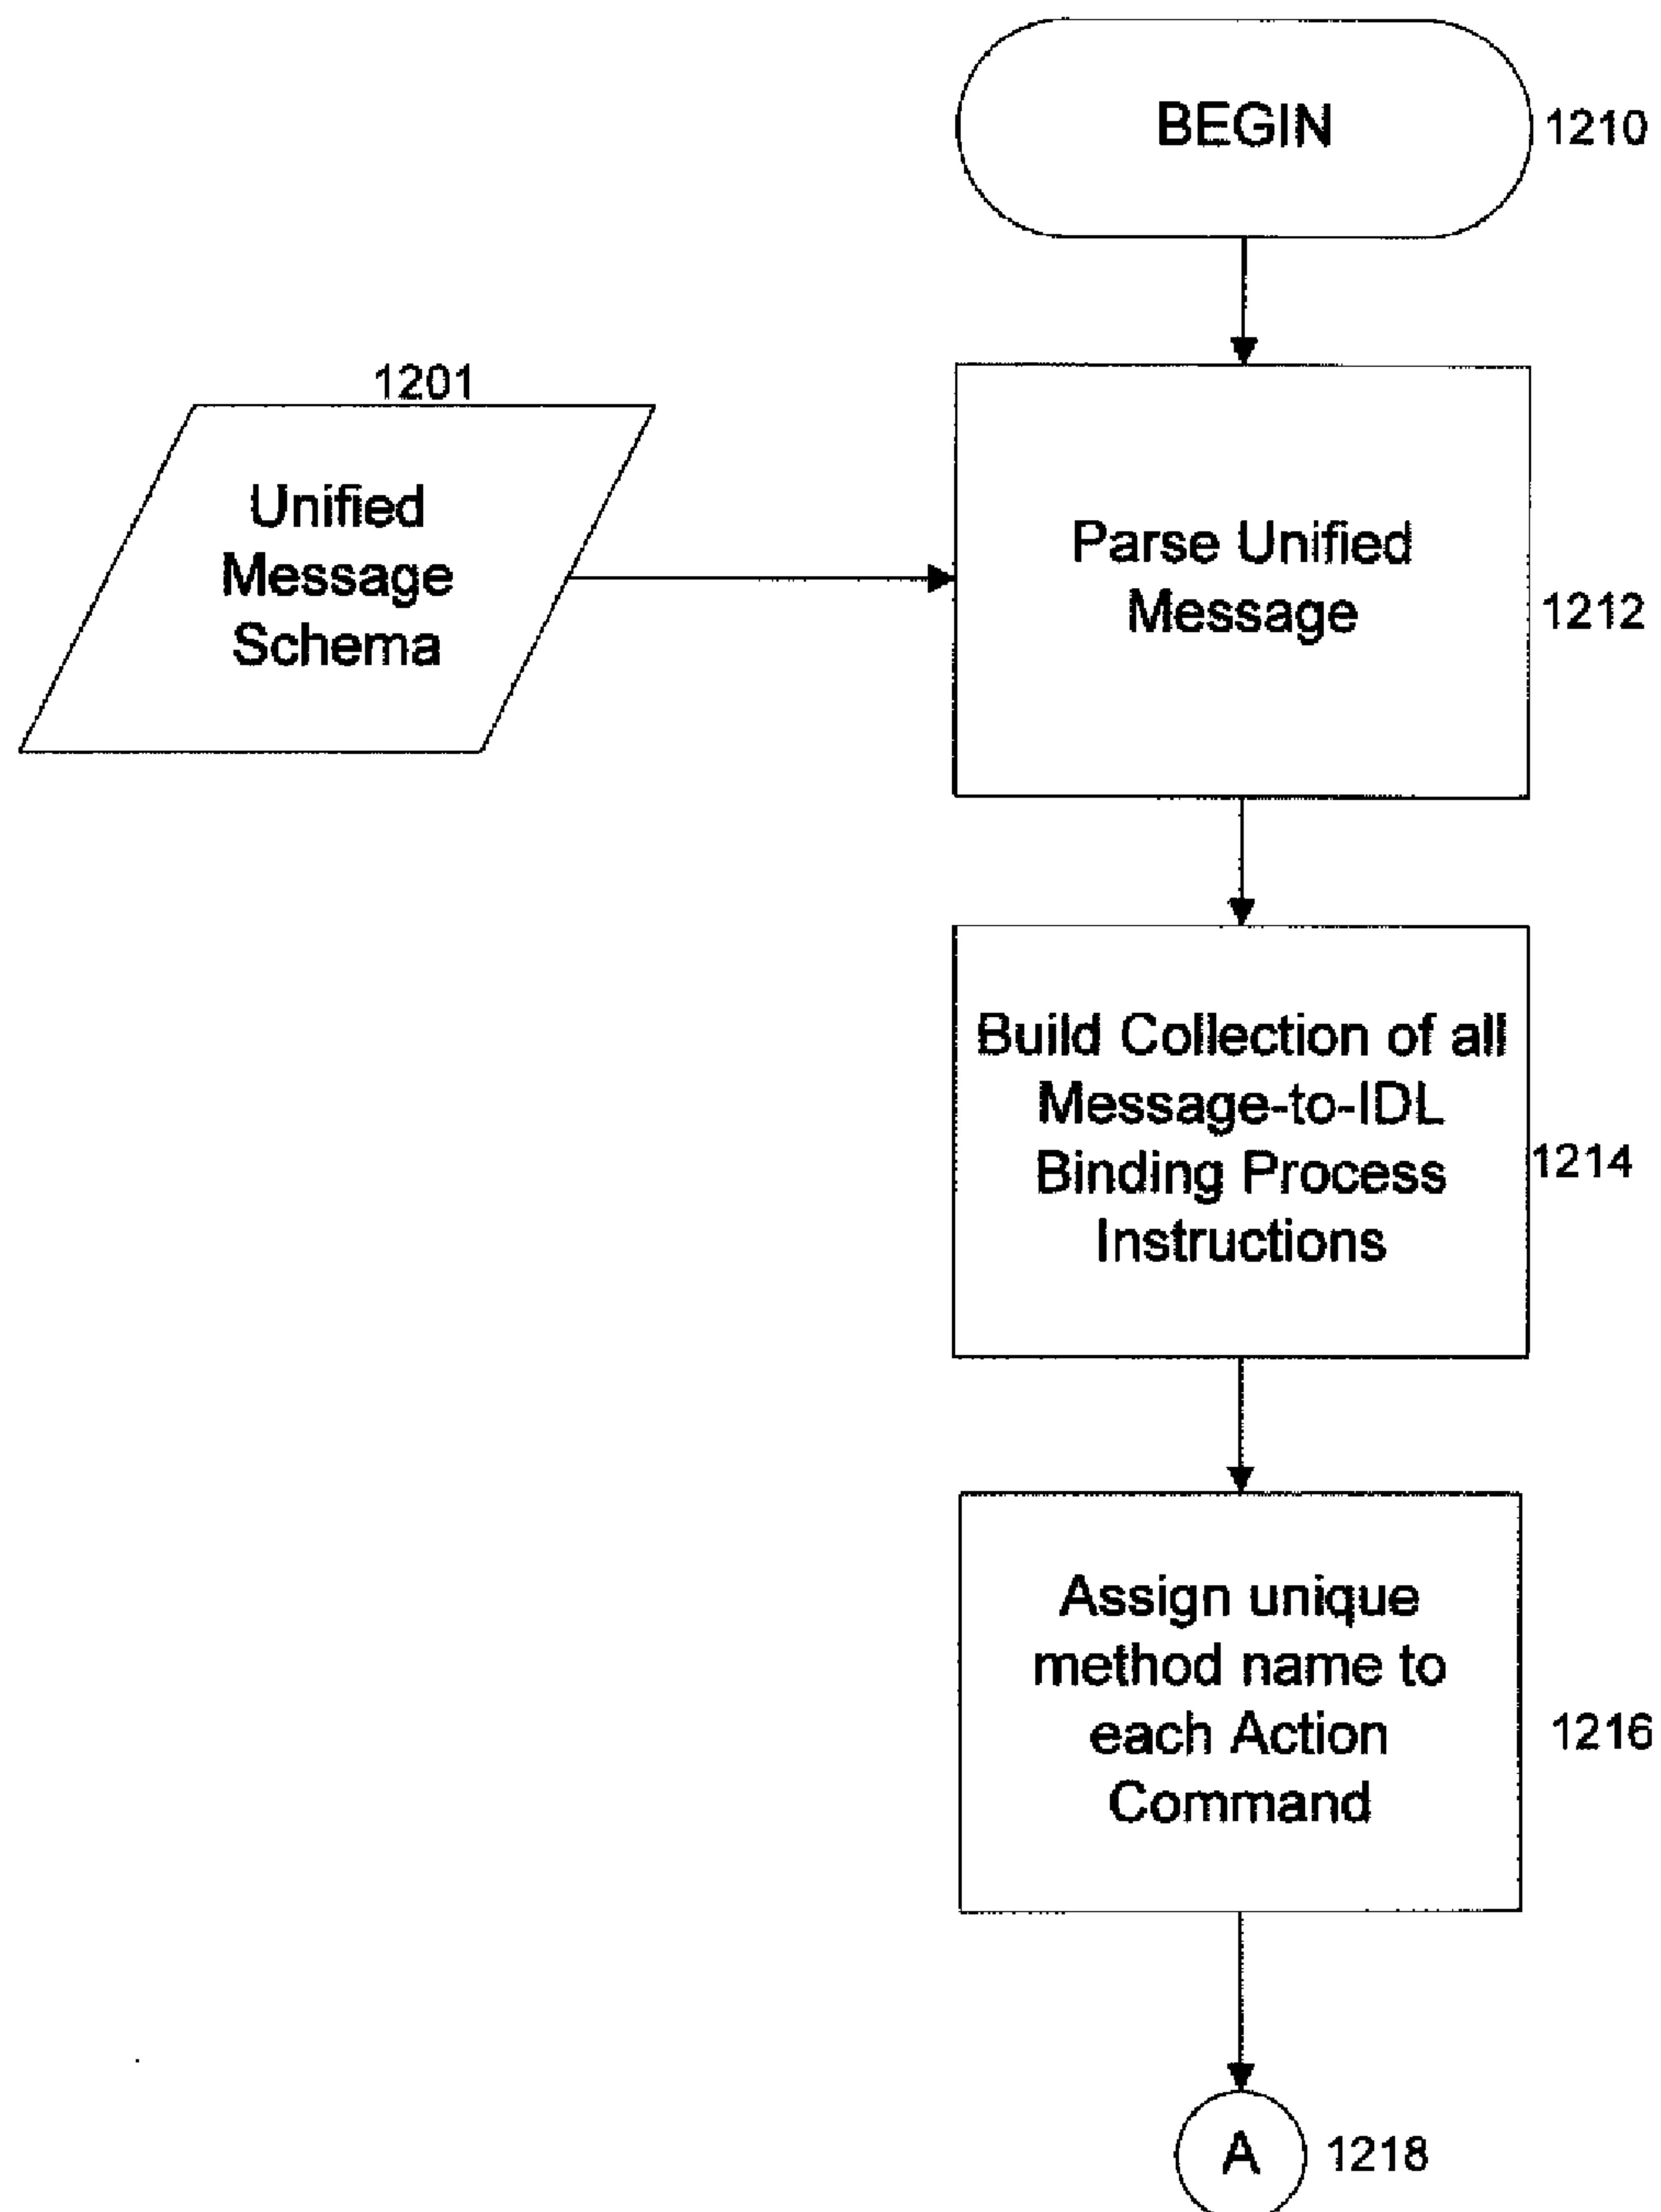 BEGIN
1210
1201
Unified
Message
Schema
Parse Unified
Message
1212
Build Collection of all
Message-to-IDL
Binding Process
Instructions
1214
Assign unique
method name to
each Action
Command
1216
A
1218